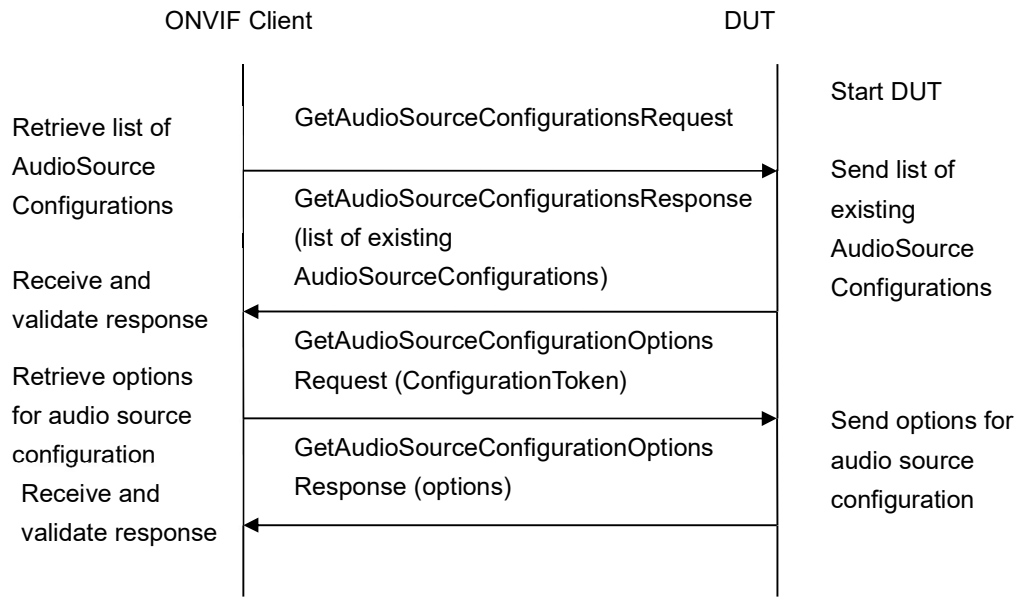 ONVIF Client
DUT
Start DUT
Retrieve list of
AudioSource
Configurations
GetAudioSourceConfigurationsRequest
Send list of
existing
AudioSource
Configurations
GetAudioSourceConfigurationsResponse
(list of existing
AudioSourceConfigurations)
Receive and
validate response
GetAudioSourceConfigurationOptions
Request (ConfigurationToken)
Retrieve options
for audio source
configuration
Send options for
audio source
configuration
GetAudioSourceConfigurationOptions
Response (options)
Receive and
validate response